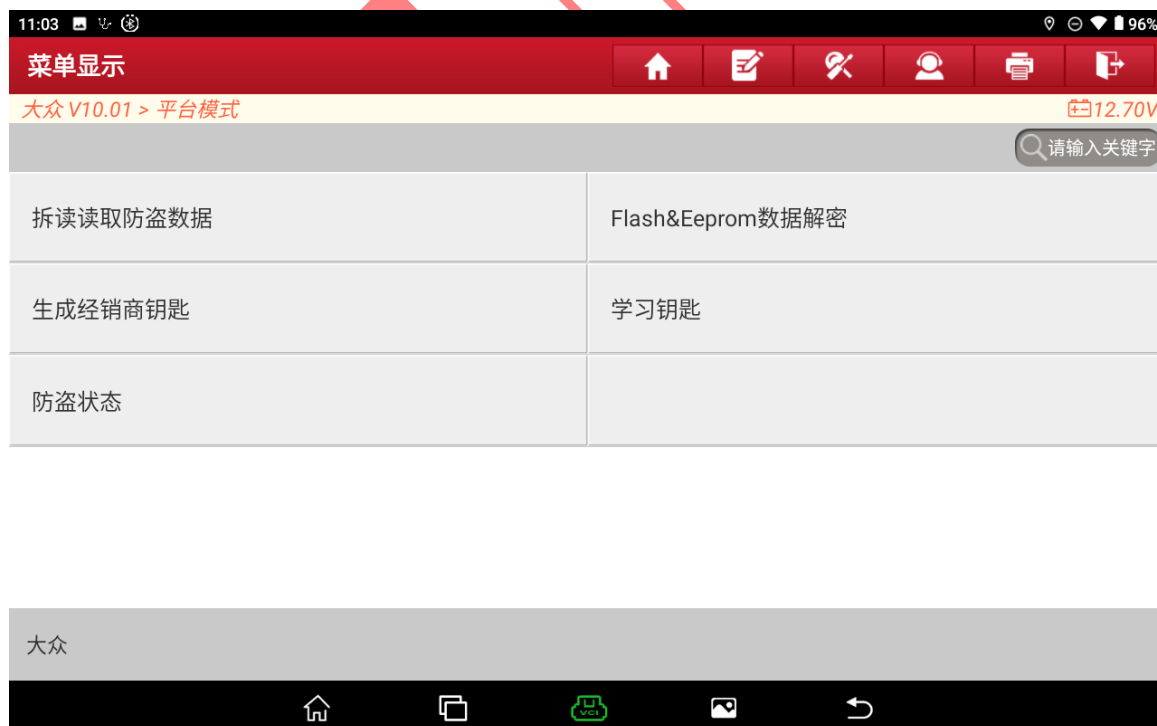 11:03 96%
菜单显示
大众 V10.01 > 平台模式 12.70V
请输入关键字
拆读读取防盗数据 Flash&Eeprom数据解密
生成经销商钥匙 学习钥匙
防盗状态
大众
VCI